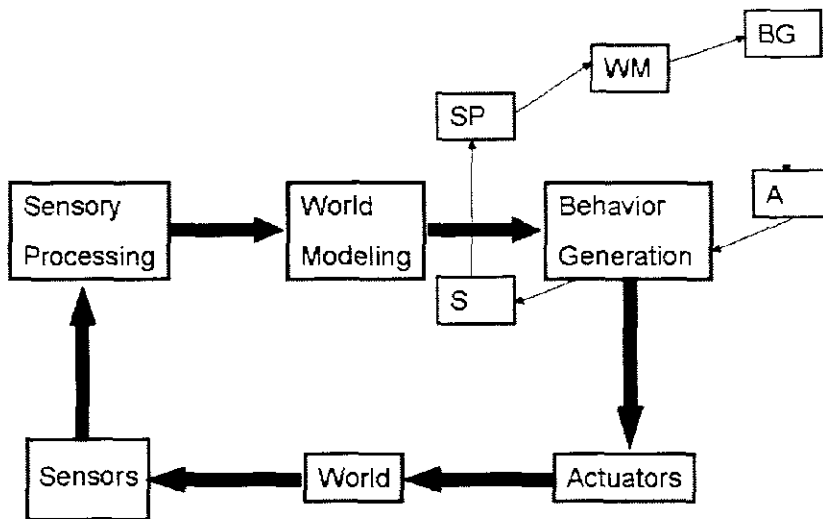 BG
WM
SP
Sensory
Processing
World
Modeling
Behavior
Generation
A
S
Sensors
World
Actuators